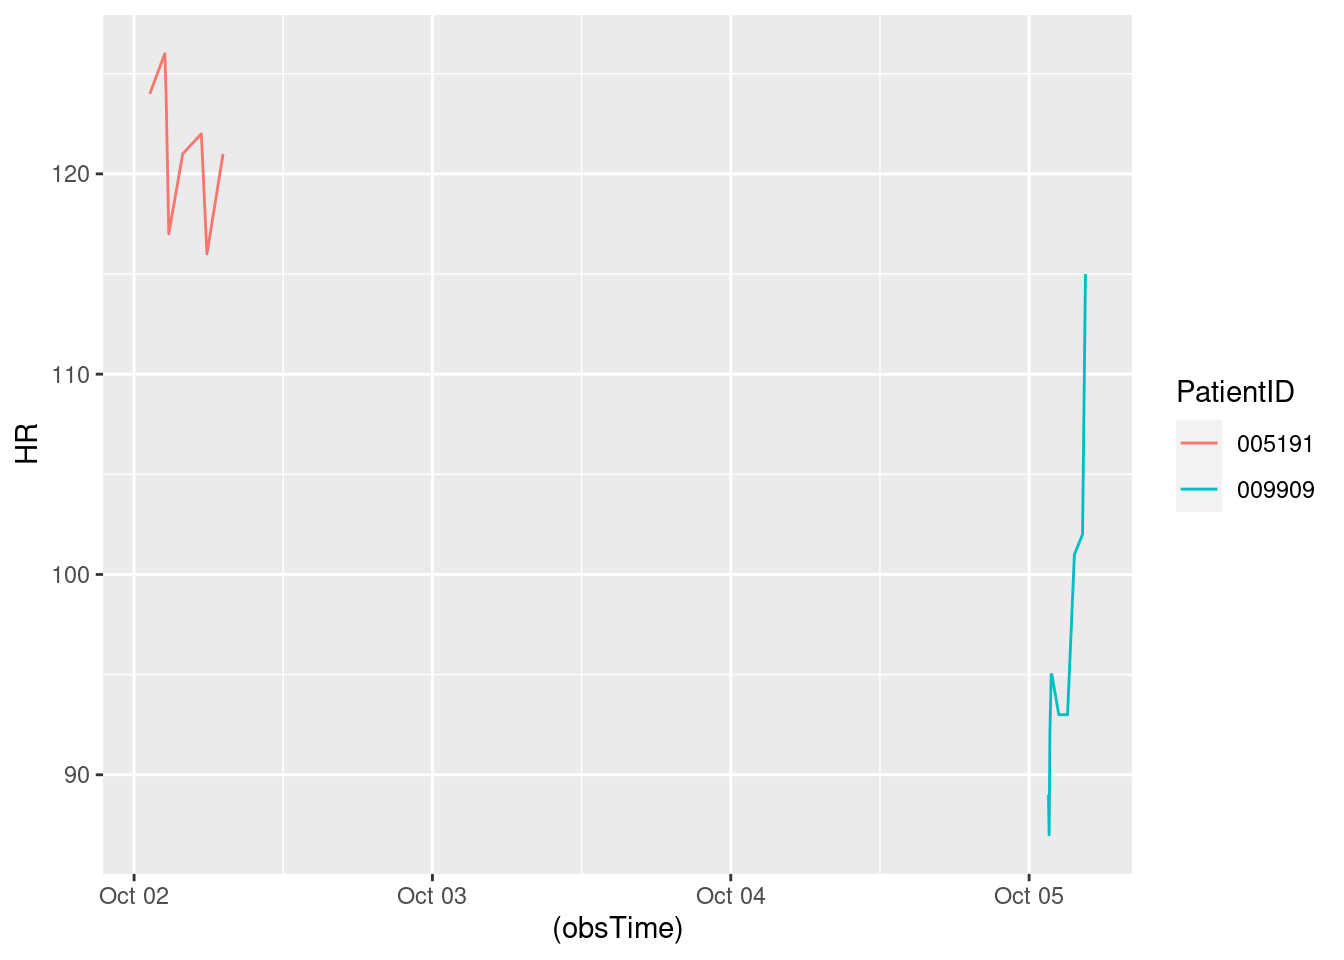 HR
120
110
100
90
Oct 02
Oct 03
Oct 04
Oct 05
(obsTime)
PatientID
005191
009909